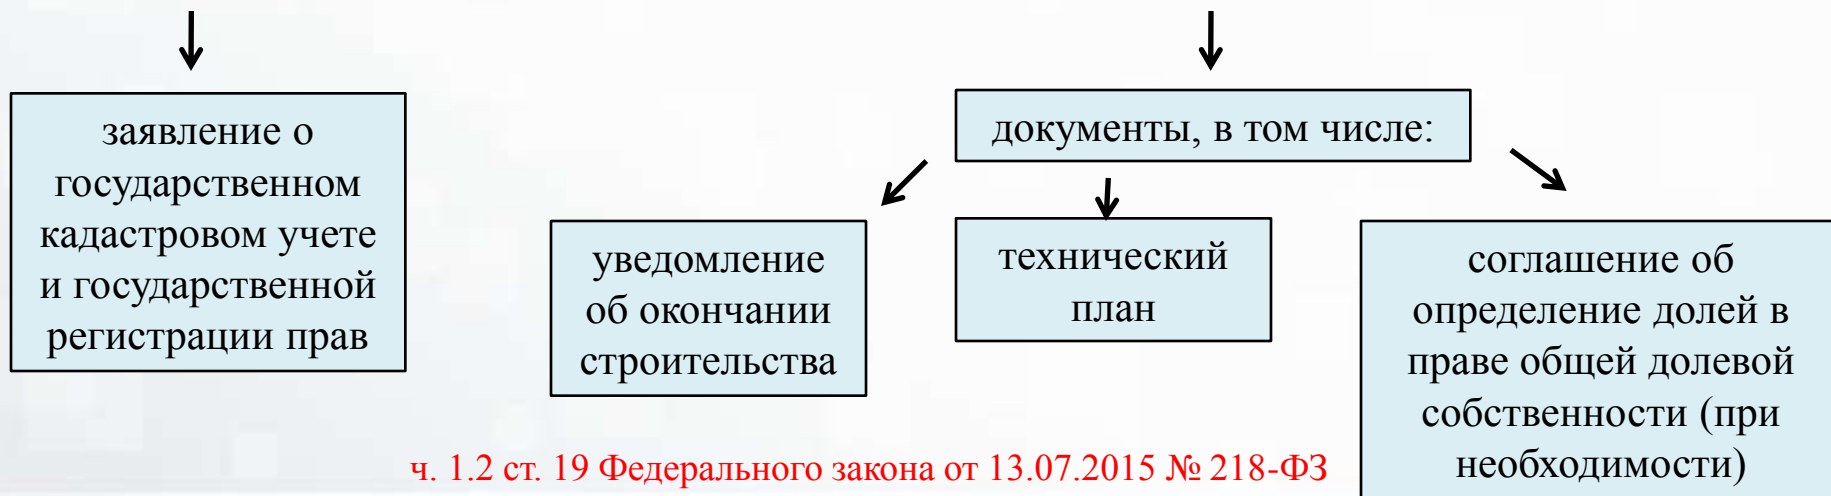 заявление о
государственном
кадастровом учете
и государственной
регистрации прав
документы, в том числе:
уведомление
об окончании
строительства
технический
план
соглашение об
определение долей в
праве общей долевой
собственности (при
необходимости)
ч. 1.2 ст. 19 Федерального закона от 13.07.2015 № 218-ФЗ